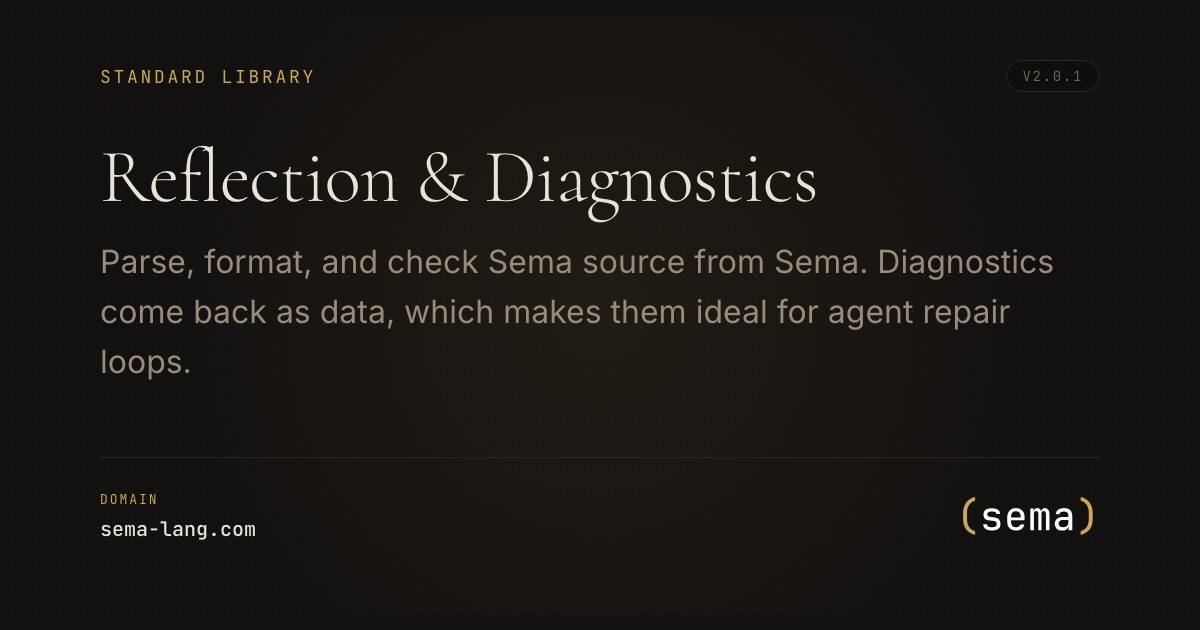 STANDARD LIBRARY
V2.0.1
Reflection & Diagnostics
Parse, format, and check Sema source from Sema. Diagnostics
come back as data, which makes them ideal for agent repair
loops.
DOMAIN
sema-lang.com
(sema)